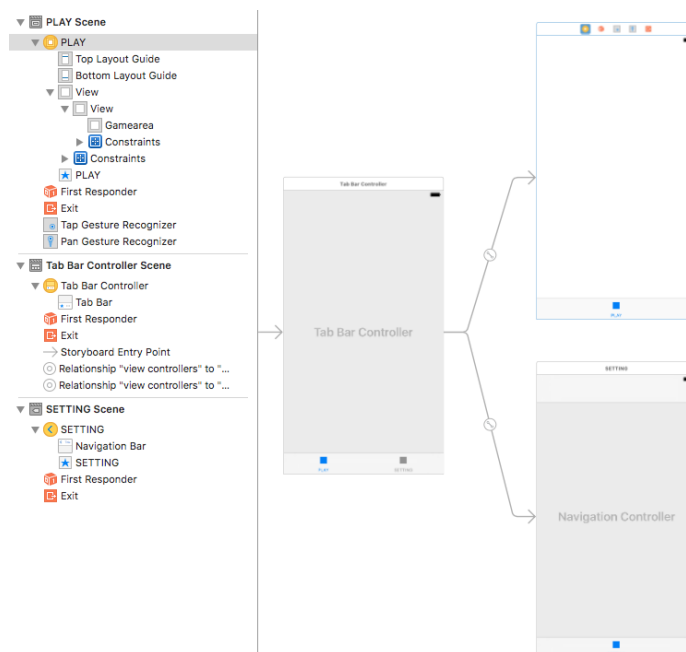 PLAY Scene
PLAY
Top Layout Guide
Bottom Layout Guide
View
View
Gamearea
Constraints
Constraints
PLAY
First Responder
Exit
Tap Gesture Recognizer
Pan Gesture Recognizer
Tab Bar Controller Scene
Tab Bar Controller
Tab Bar
First Responder
Exit
Storyboard Entry Point
Relationship "view controllers" to "...
Relationship "view controllers" to "...
SETTING Scene
SETTING
Navigation Bar
SETTING
First Responder
Exit
Tab Bar Controller
Tab Bar Controller
PLAY SETTING
PLAY
SETTING
Navigation Controller